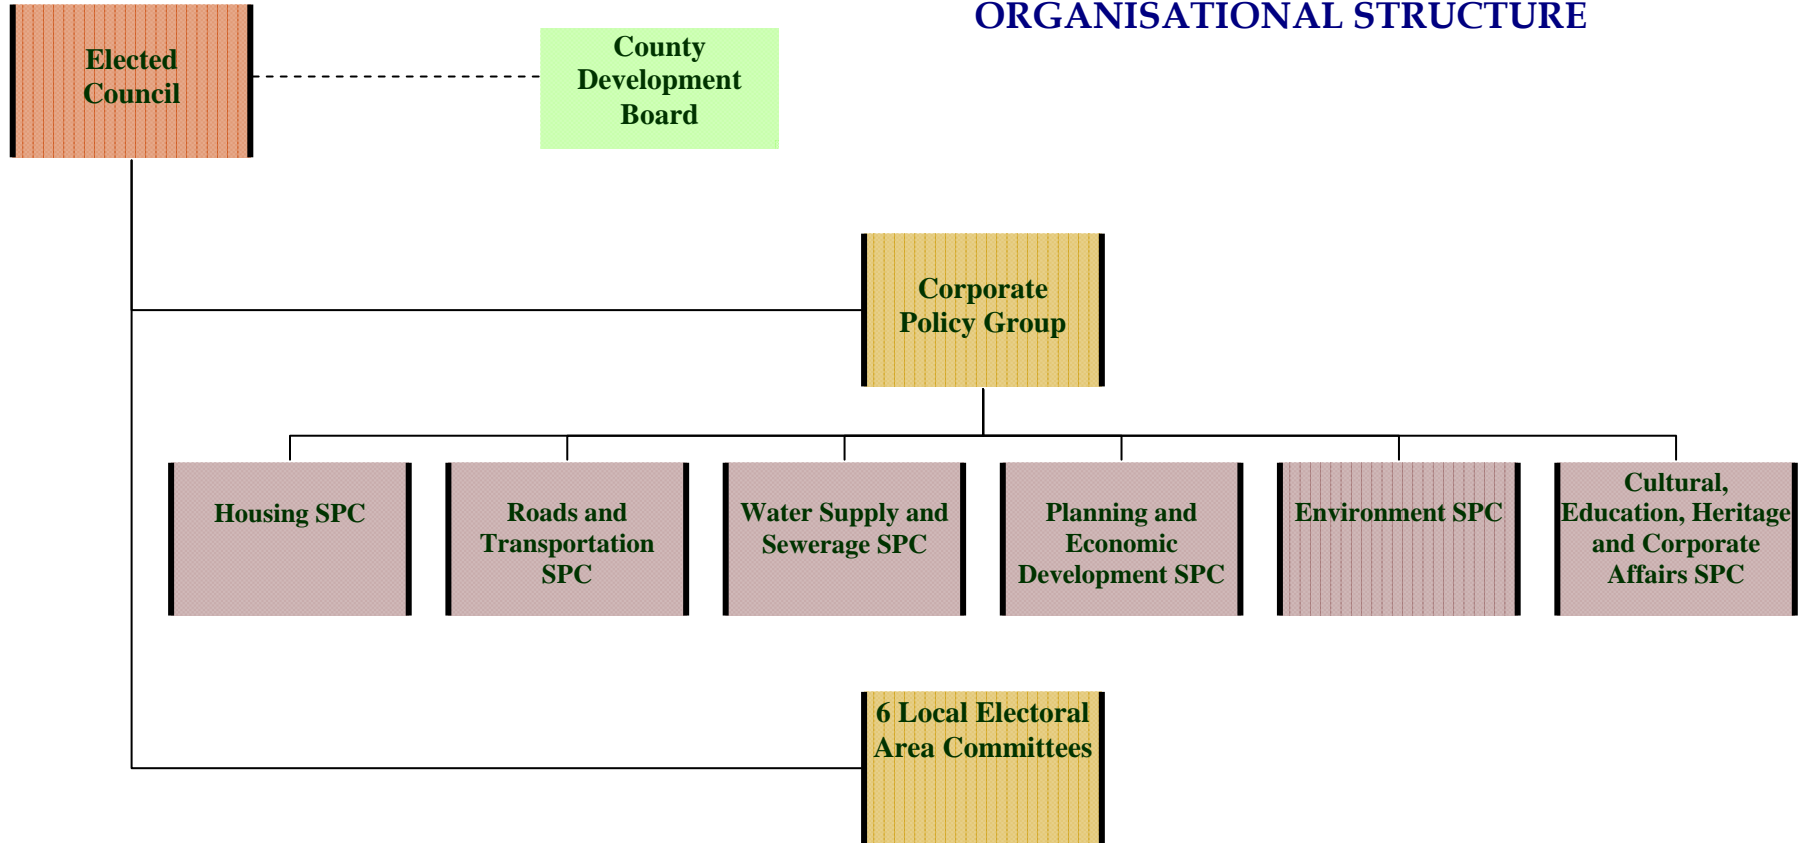 ORGANISATIONAL STRUCTURE
Elected
Council
County
Development
Board
Corporate
Policy Group
Housing SPC
Roads and
Transportation
SPC
Water Supply and
Sewerage SPC
Planning and
Economic
Development SPC
Environment SPC
Cultural,
Education, Heritage
and Corporate
Affairs SPC
6 Local Electoral
Area Committees